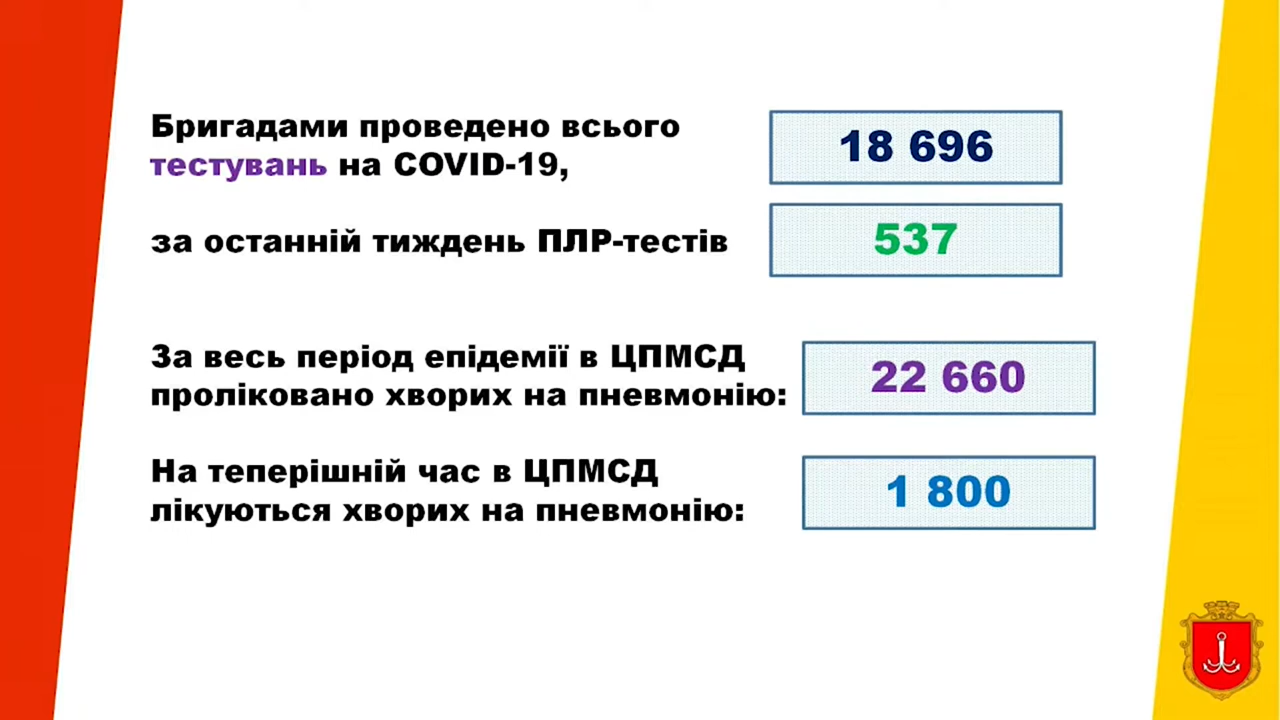 Бригадами проведено всього
тестувань на COVID-19,
18 696
за останній тиждень ПЛР-тестів
537
За весь період епідемії в ЦПМСД
проліковано хворих на пневмонію:
22 660
На теперішній час в ЦПМСД
лікуються хворих на пневмонію:
1 800